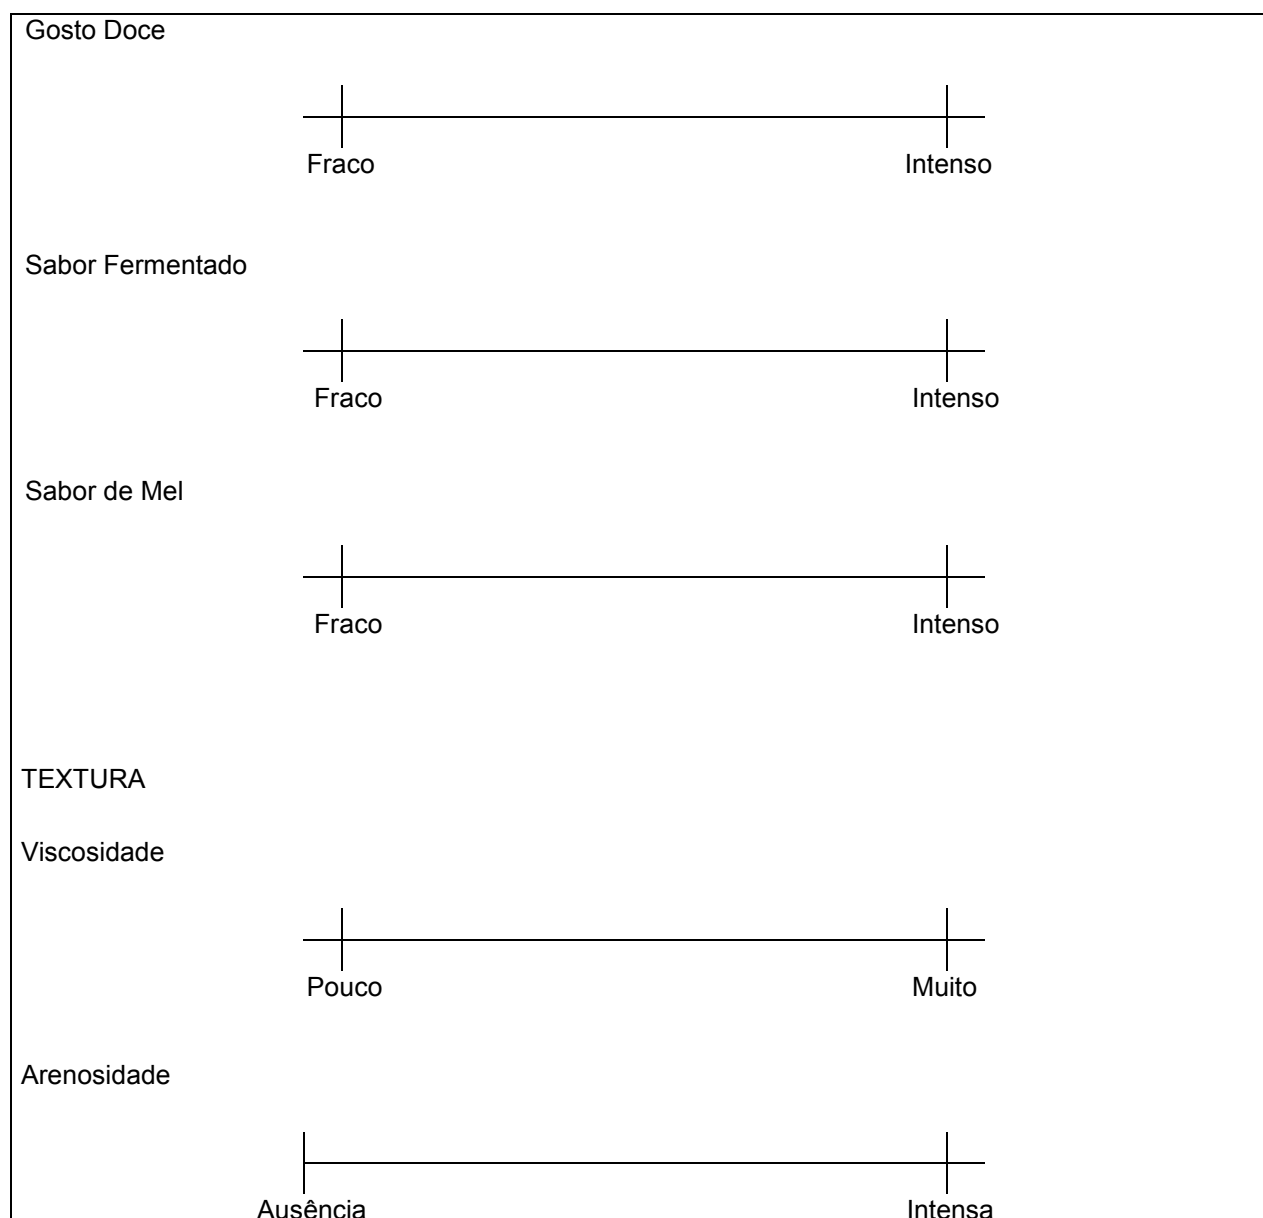 Gosto Doce
Fraco Intenso
Sabor Fermentado
Fraco Intenso
Sabor de Mel
Fraco Intenso
TEXTURA
Viscosidade
Pouco Muito
Arenosidade
Ausência Intensa